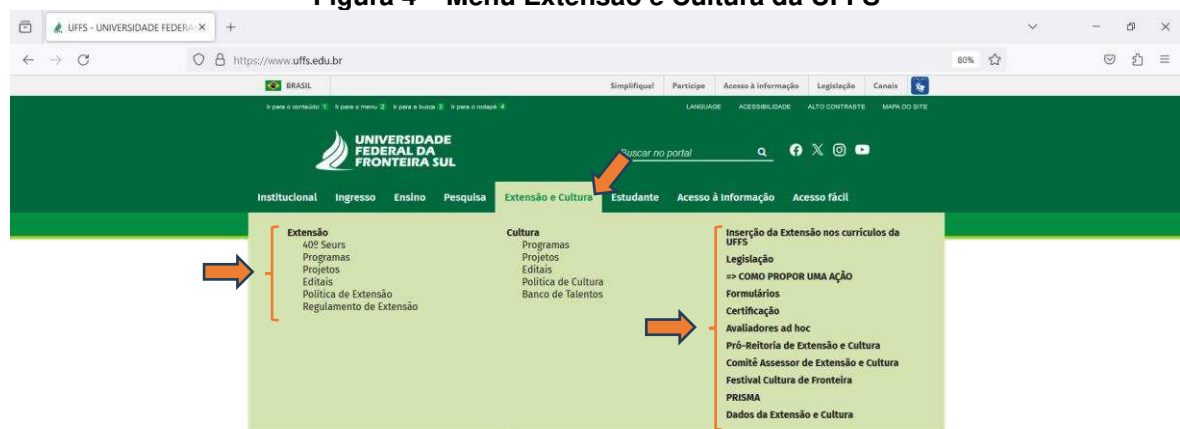 Figura 4 – Menu Extensão e Cultura da UFFS
UFFS - UNIVERSIDADE FEDERA
https://www.uffs.edu.br
80%
BRASIL
Simplifique! Participe Acesso à informação Legislação Canais
Ir para o conteúdo 1 Ir para o menu 2 Ir para a busca 3 Ir para o rodapé 4
LANGUAGE ACESSIBILIDADE ALTO CONTRASTE MAPA DO SITE
UNIVERSIDADE
FEDERAL DA
FRONTEIRA SUL
Buscar no portal
Institucional Ingresso Ensino Pesquisa Extensão e Cultura Estudante Acesso à Informação Acesso fácil
Extensão
40º Seurs
Programas
Projetos
Editais
Política de Extensão
Regulamento de Extensão
Cultura
Programas
Projetos
Editais
Política de Cultura
Banco de Talentos
Inserção da Extensão nos currículos da
UFFS
Legislação
=> COMO PROPOR UMA AÇÃO
Formulários
Certificação
Avaliadores ad hoc
Pró-Reitoria de Extensão e Cultura
Comitê Assessor de Extensão e Cultura
Festival Cultura de Fronteira
PRISMA
Dados da Extensão e Cultura